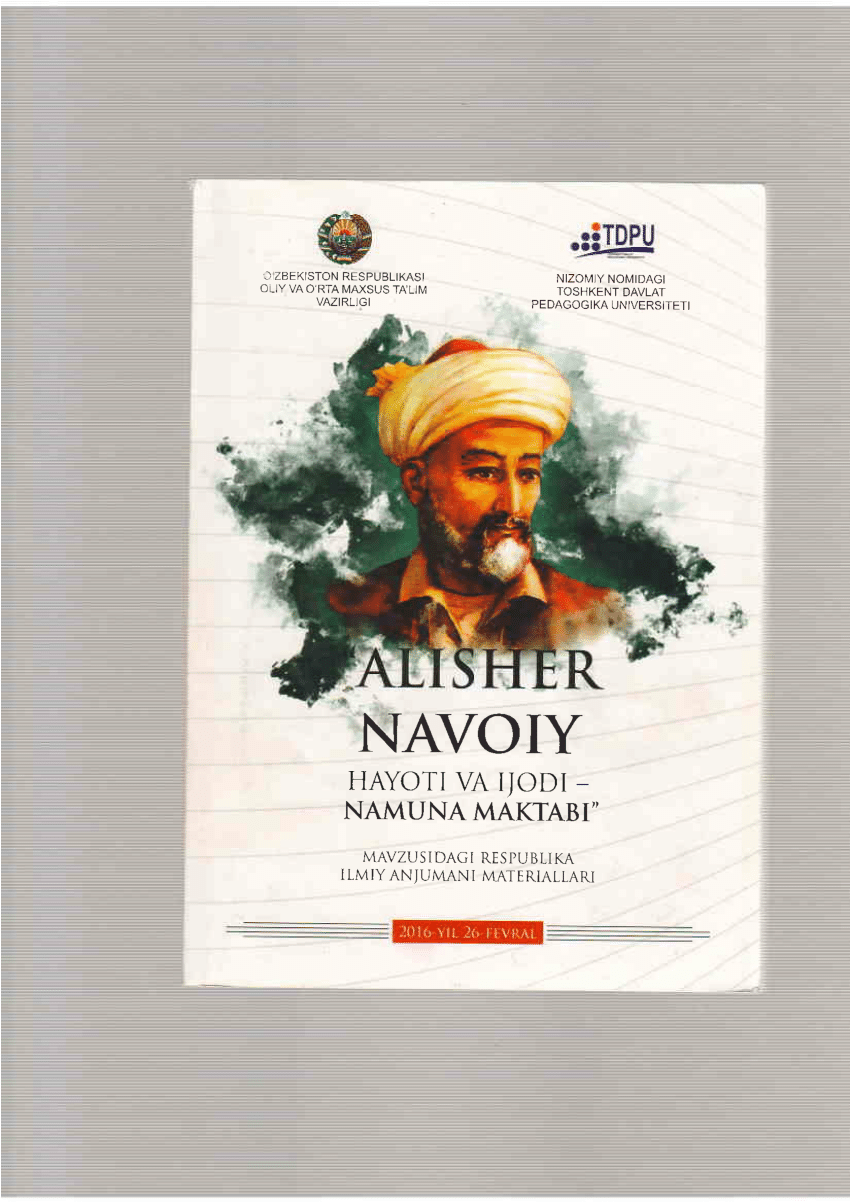 O'ZBEKISTON RESPUBLIKASI
OLIY VA O'RTA MAXSUS TA'LIM
VAZIRLIGI
TDPU
NIZOMIY NOMIDAGI
TOSHKENT DAVLAT
PEDAGOGIKA UNIVERSITETI
ALISHER
NAVOIY
HAYOTI VA IJODI –
NAMUNA MAKTABI”
MAVZUSIDAGI RESPUBLIKA
ILMIY ANJUMANI MATERIALLARI
2016-YIL 26-FEVRAL